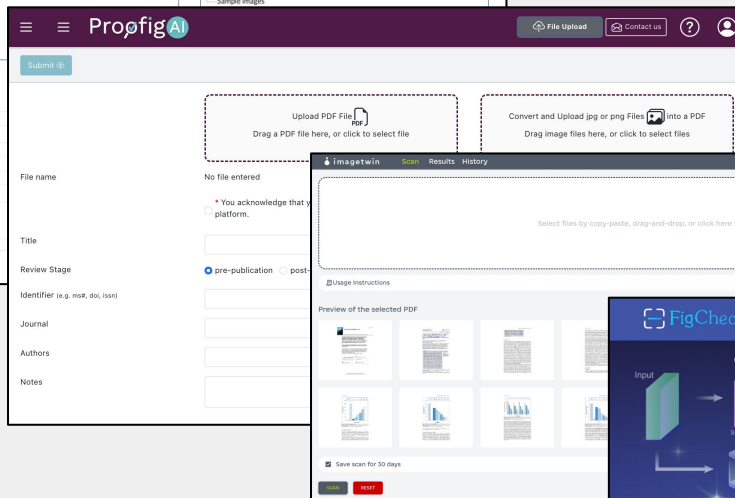 Sample Images
Proofig AI
File Upload
Contact us
?
Submit
Upload PDF File
PDF
Drag a PDF file here, or click to select file
Convert and Upload jpg or png Files into a PDF
Drag image files here, or click to select files
File name
No file entered
* You acknowledge that y
platform.
Title
Review Stage
pre-publication
post-
Identifier (e.g. ms#, doi, issn)
Journal
Authors
Notes
imagetwin
Scan
Results
History
Select files by copy-paste, drag-and-drop, or click here
Usage Instructions
Preview of the selected PDF
Save scan for 30 days
SCAN
RESET
FigChec
Input